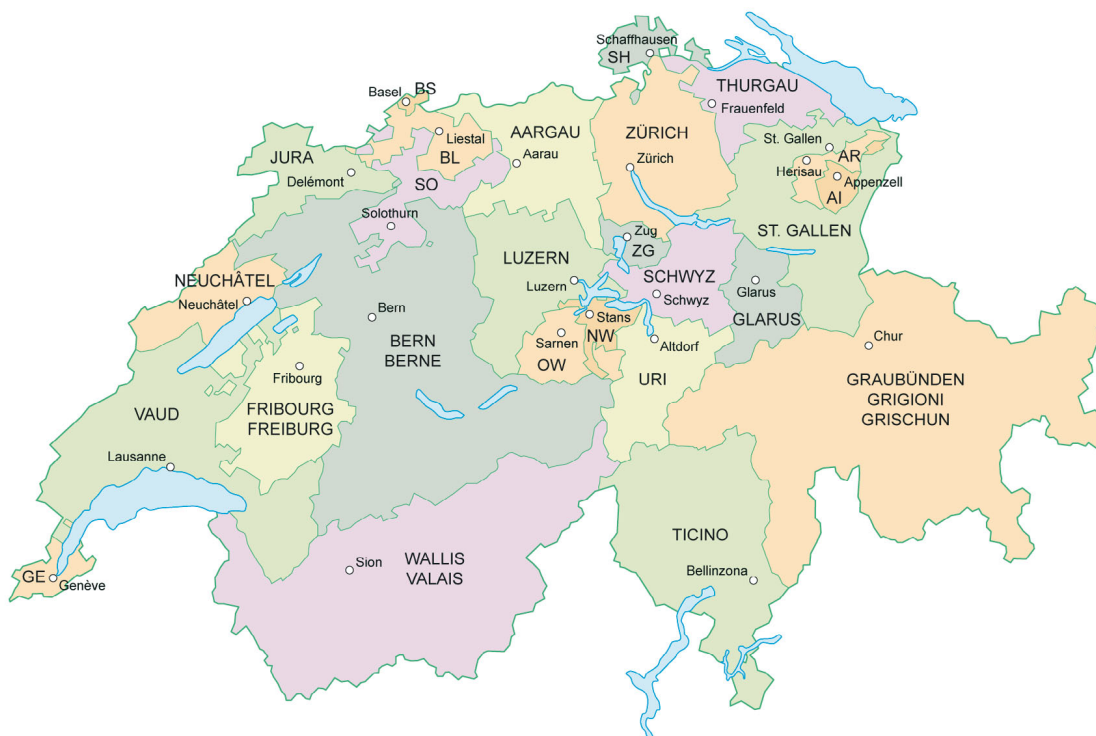 Schaffhausen
SH
THURGAU
Frauenfeld
Basel
BS
Liestal
BL
AARGAU
Aarau
ZÜRICH
Zürich
St. Gallen
AR
Herisau
Appenzell
AI
JURA
Delémont
SO
Solothurn
ST. GALLEN
Zug
ZG
LUZERN
Luzern
SCHWYZ
Schwyz
Glarus
GLARUS
NEUCHÂTEL
Neuchâtel
Bern
BERN
BERNE
Stans
NW
Sarnen
OW
Altdorf
URI
Chur
GRAUBÜNDEN
GRIGIONI
GRISCHUN
Fribourg
FRIBOURG
FREIBURG
VAUD
Lausanne
GE
Genève
Sion
WALLIS
VALAIS
TICINO
Bellinzona